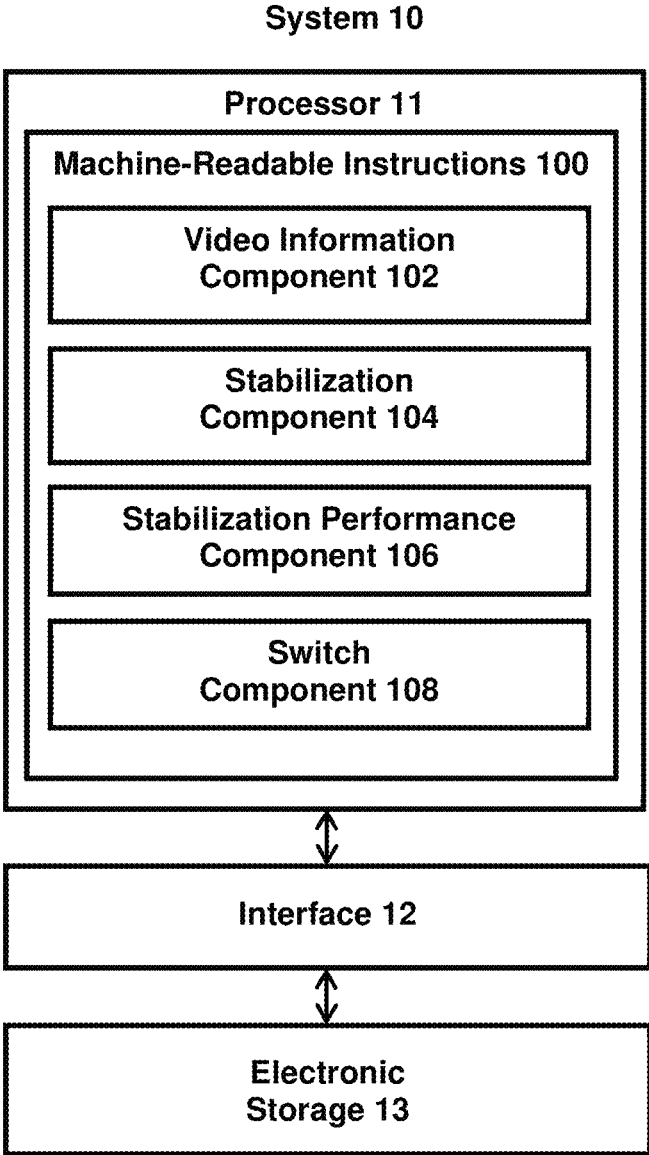 System 10
Processor 11
Machine-Readable Instructions 100
Video Information
Component 102
Stabilization
Component 104
Stabilization Performance
Component 106
Switch
Component 108
Interface 12
Electronic
Storage 13